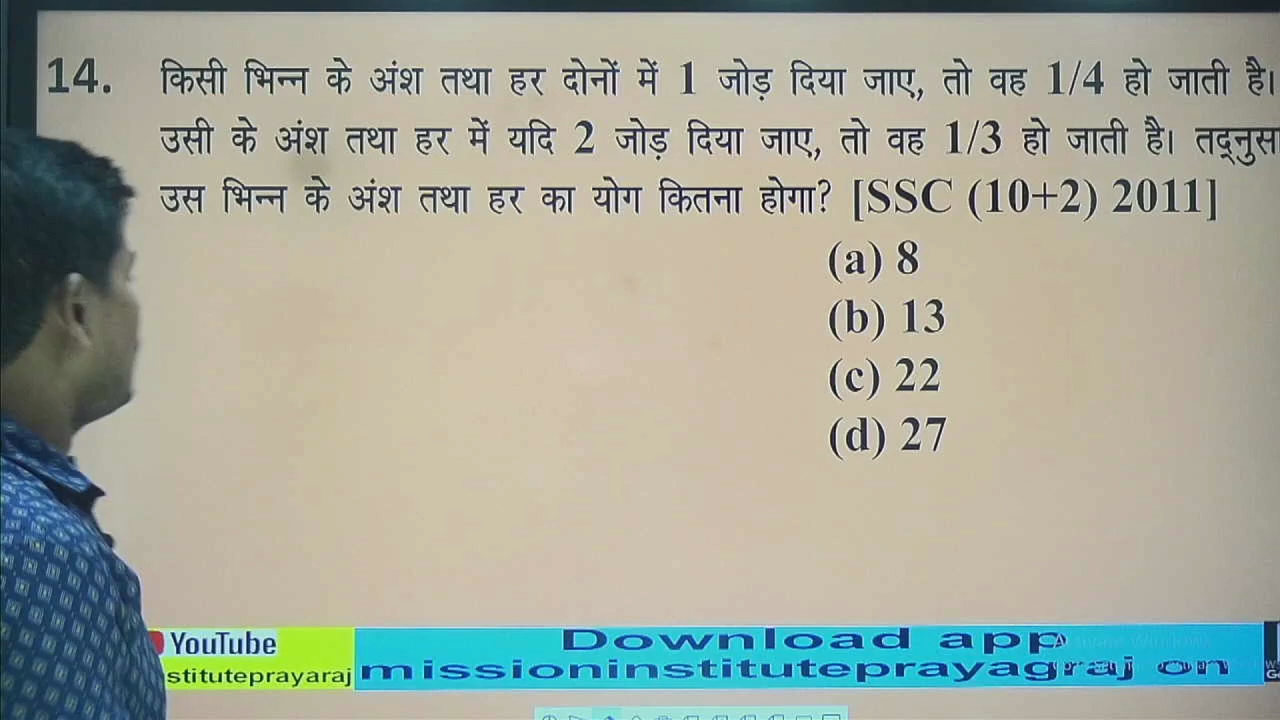 14. किसी भिन्न के अंश तथा हर दोनों में 1 जोड़ दिया जाए, तो वह 1/4 हो जाती है।
उसी के अंश तथा हर में यदि 2 जोड़ दिया जाए, तो वह 1/3 हो जाती है। तद्नुसा
उस भिन्न के अंश तथा हर का योग कितना होगा? [SSC (10+2) 2011]
(a) 8
(b) 13
(c) 22
(d) 27
YouTube
stituteprayaraj
Download app
missioninstituteprayagraj on